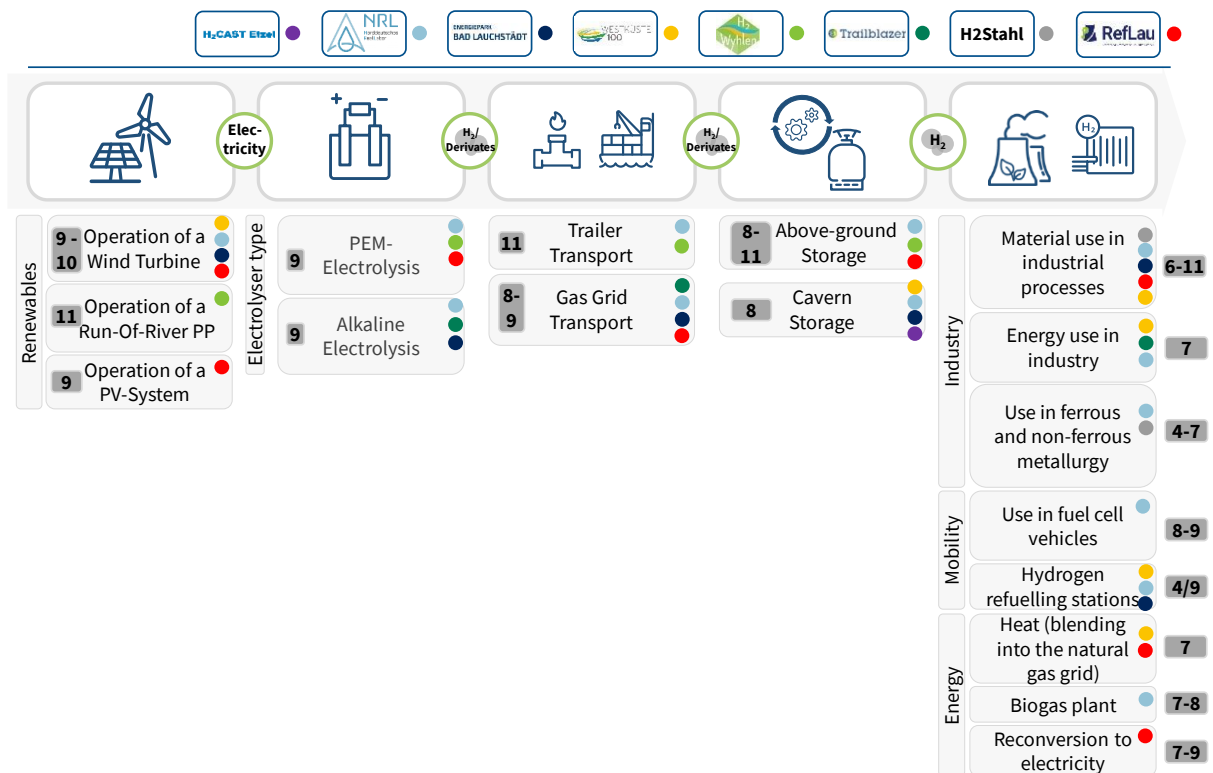 H₂CAST Etzel
NRL
Norddeutsches
Reallabor
ENERGIEPARK
BAD LAUCHSTÄDT
WESTKÜSTE
100
H₂
Wyhlen
Trailblazer
H2Stahl
RefLau
Elec-
tricity
H₂/
Derivates
H₂/
Derivates
H₂
H₂
Renewables
9 -
10
Operation of a
Wind Turbine
11
Operation of a
Run-Of-River PP
9
Operation of a
PV-System
Electrolyser type
9
PEM-
Electrolysis
9
Alkaline
Electrolysis
11
Trailer
Transport
8-
9
Gas Grid
Transport
8-
11
Above-ground
Storage
8
Cavern
Storage
Industry
Material use in
industrial
processes
6-11
Energy use in
industry
7
Use in ferrous
and non-ferrous
metallurgy
4-7
Mobility
Use in fuel cell
vehicles
8-9
Hydrogen
refuelling stations
4/9
Energy
Heat (blending
into the natural
gas grid)
7
Biogas plant
7-8
Reconversion to
electricity
7-9